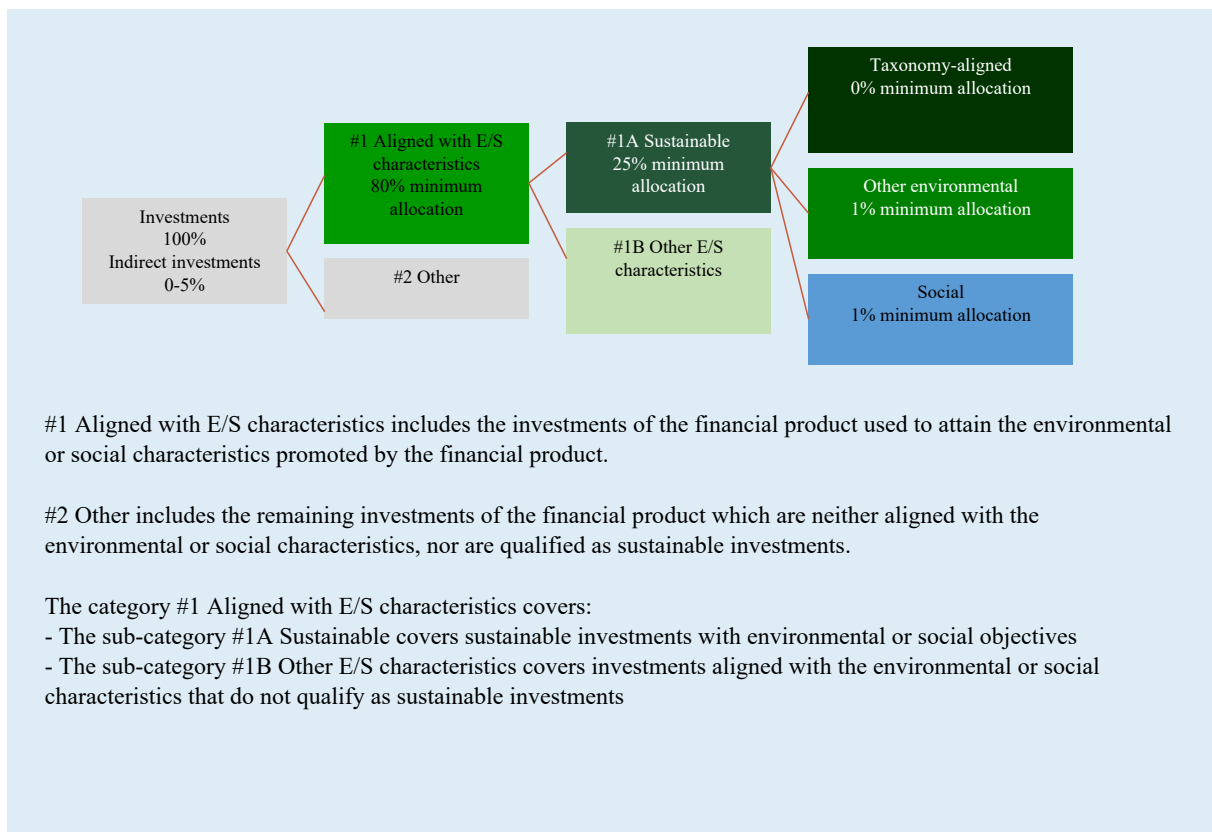 Investments
100%
Indirect investments
0-5%
#1 Aligned with E/S
characteristics
80% minimum
allocation
#2 Other
#1A Sustainable
25% minimum
allocation
#1B Other E/S
characteristics
Taxonomy-aligned
0% minimum allocation
Other environmental
1% minimum allocation
Social
1% minimum allocation
#1 Aligned with E/S characteristics includes the investments of the financial product used to attain the environmental
or social characteristics promoted by the financial product.
#2 Other includes the remaining investments of the financial product which are neither aligned with the
environmental or social characteristics, nor are qualified as sustainable investments.
The category #1 Aligned with E/S characteristics covers:
- The sub-category #1A Sustainable covers sustainable investments with environmental or social objectives
- The sub-category #1B Other E/S characteristics covers investments aligned with the environmental or social
characteristics that do not qualify as sustainable investments